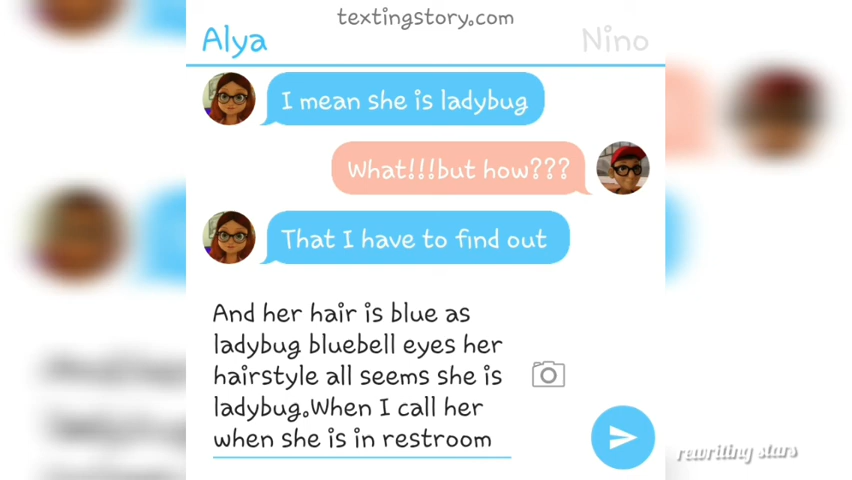 textingstory.com
Alya
Nino
I mean she is ladybug
What!!!but how???
That I have to find out
And her hair is blue as
ladybug bluebell eyes her
hairstyle all seems she is
ladybug.When I call her
when she is in restroom
rewriting stars